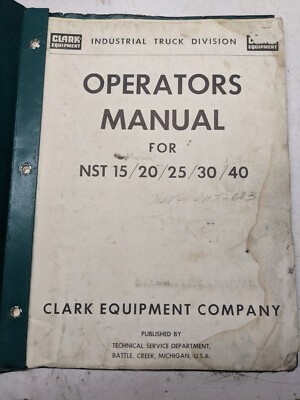 CLARK EQUIPMENT INDUSTRIAL TRUCK DIVISION EQUIPMENT
OPERATORS
MANUAL
FOR
NST 15/20/25/30/40
CLARK EQUIPMENT COMPANY
PUBLISHED BY
TECHNICAL SERVICE DEPARTMENT,
BATTLE, CREEK, MICHIGAN, U.S.A.